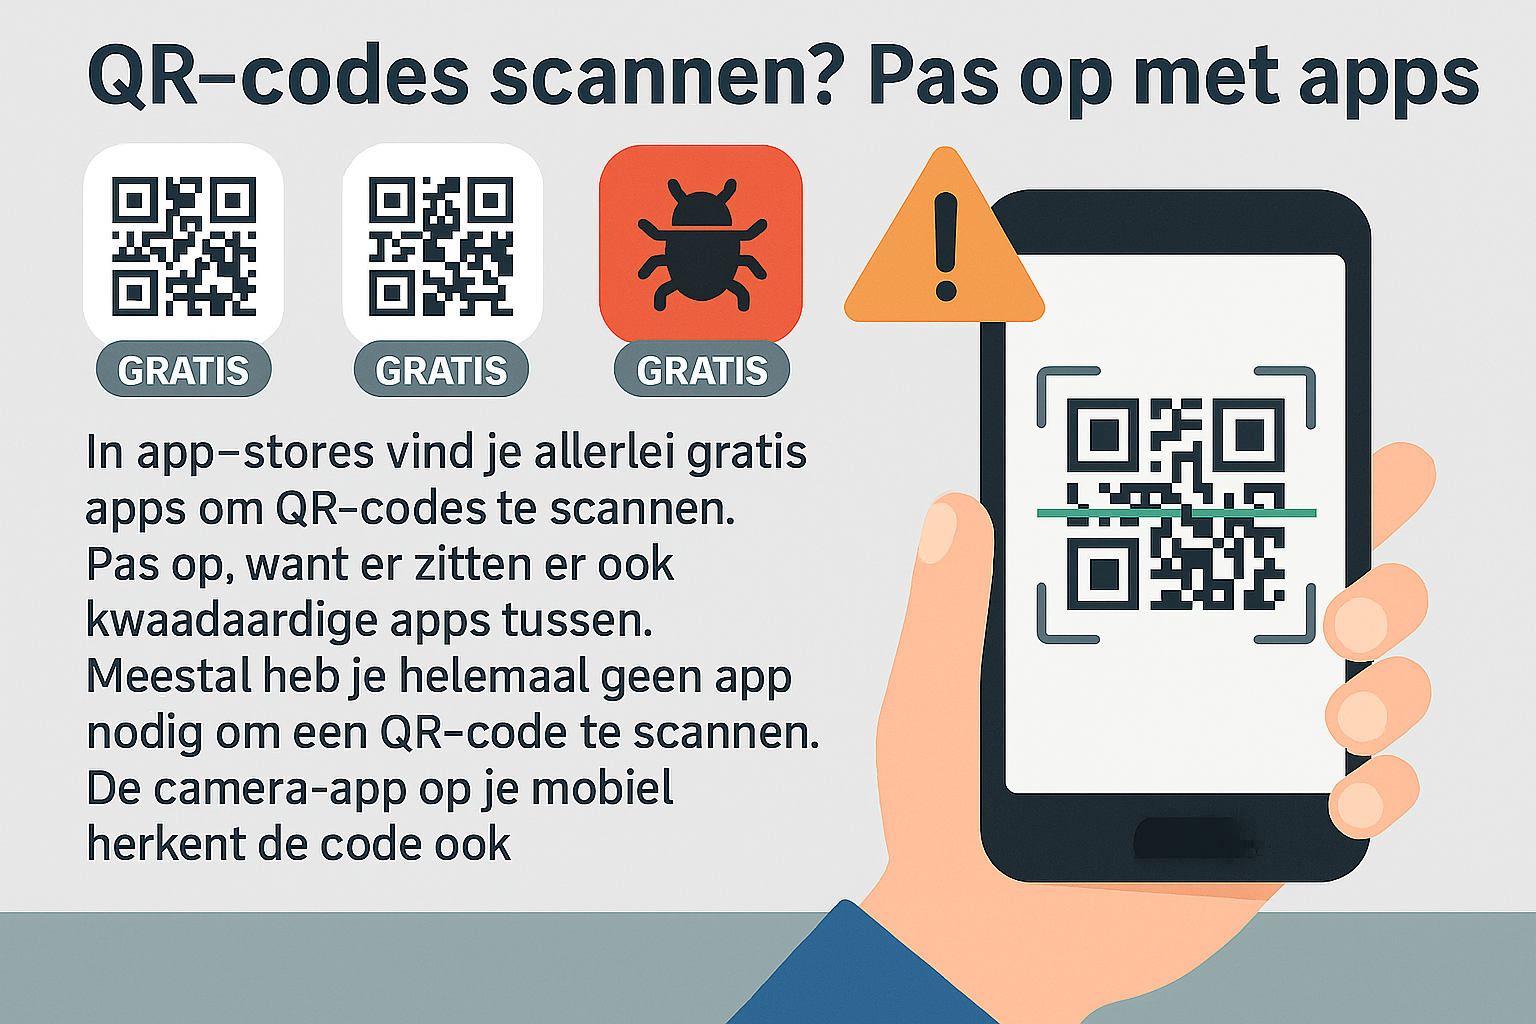 QR-codes scannen? Pas op met apps
GRATIS
GRATIS
GRATIS
In app-stores vind je allerlei gratis
apps om QR-codes te scannen.
Pas op, want er zitten er ook
kwaadaardige apps tussen.
Meestal heb je helemaal geen app
nodig om een QR-code te scannen.
De camera-app op je mobiel
herkent de code ook